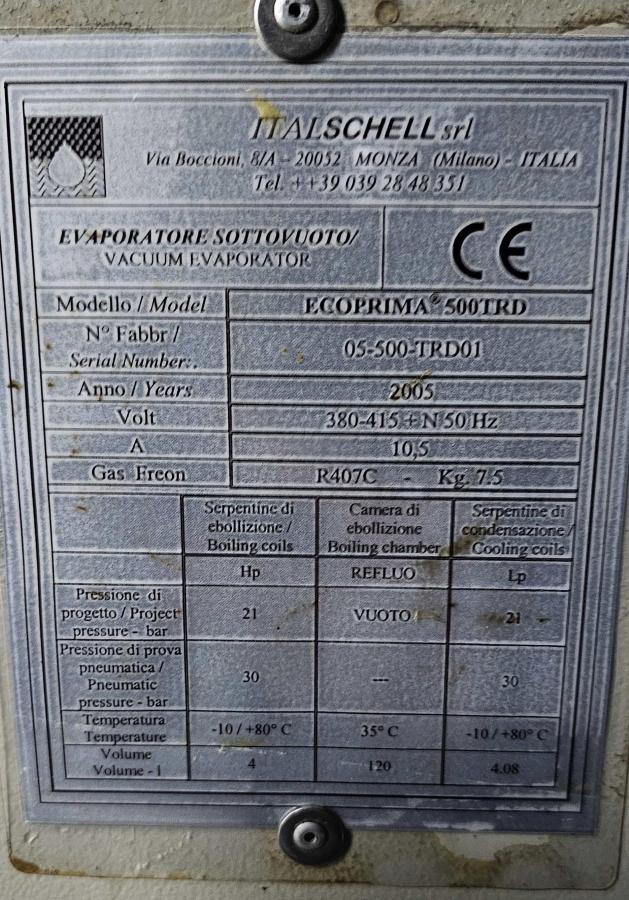 ITALSCHELL srl
Via Boccioni, 8/A - 20052 MONZA (Milano) - ITALIA
Tel. ++39 039 28 48 351
EVAPORATORE SOTTOVUOTO/
VACUUM EVAPORATOR
CE
Modello / Model ECOPRIMA® 500TRD
N° Fabbr /
Serial Number:. 05-500-TRD01
Anno / Years 2005
Volt 380-415 + N 50 Hz
A 10,5
Gas Freon R407C - Kg. 7.5
Serpentine di
ebollizione /
Boiling coils
Camera di
ebollizione
Boiling chamber
Serpentine di
condensazione /
Cooling coils
Hp REFLUO Lp
Pressione di
progetto / Project
pressure - bar
21 VUOTO 21
Pressione di prova
pneumatica /
Pneumatic
pressure - bar
30 --- 30
Temperatura
Temperature
-10 / +80° C 35° C -10 / +80° C
Volume
Volume - l
4 120 4.08